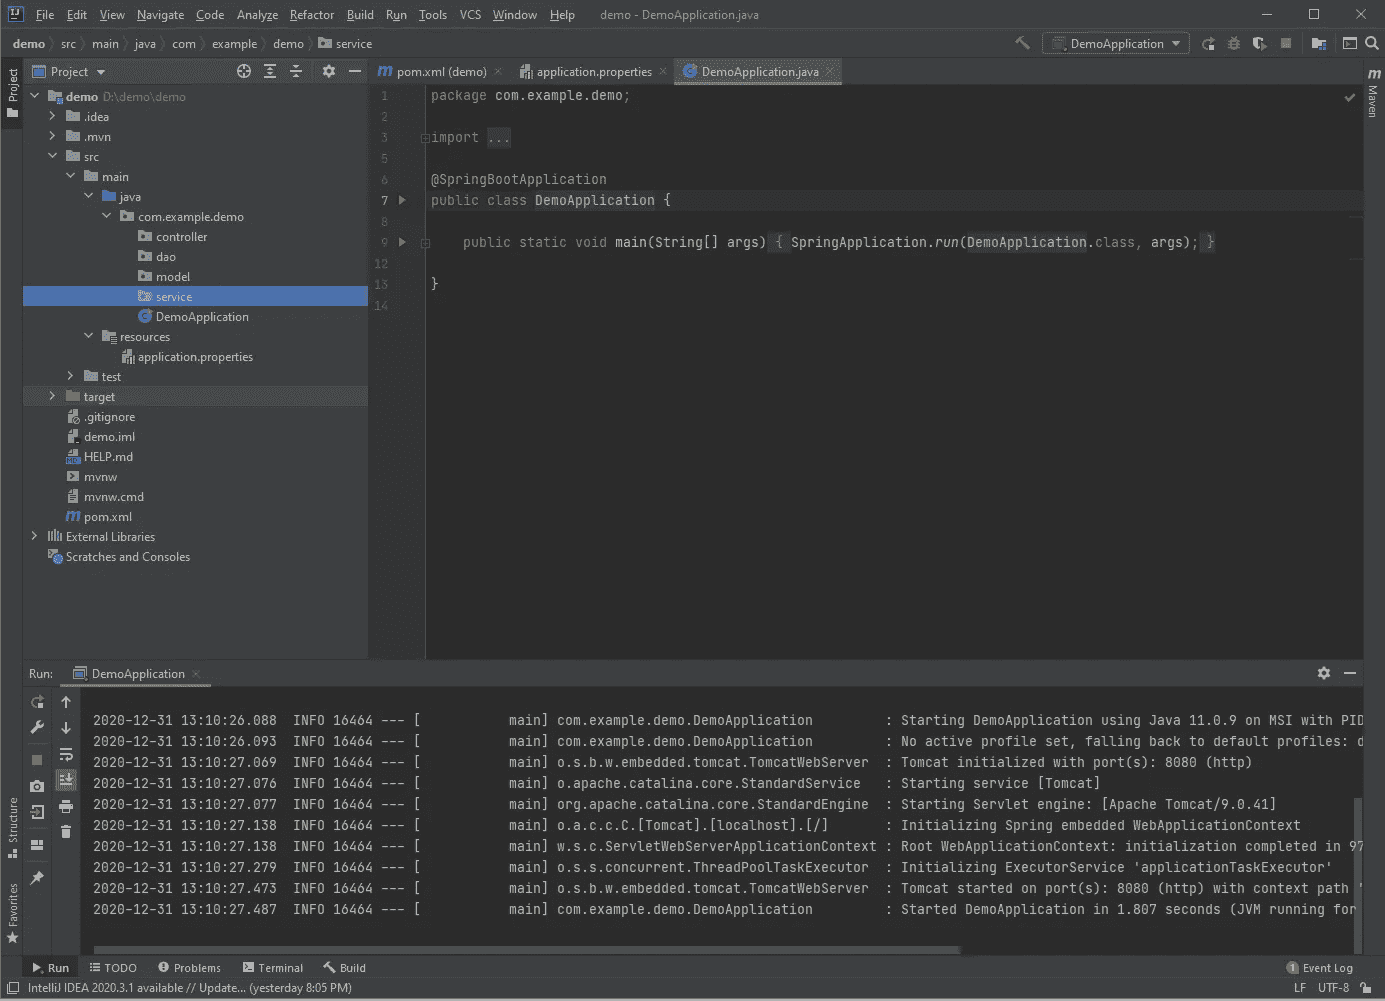 File Edit View Navigate Code Analyze Refactor Build Run Tools VCS Window Help demo - DemoApplication.java
demo src main java com example demo service DemoApplication
Project
Project
pom.xml (demo) application.properties DemoApplication.java
Maven
demo D:\demo\demo
.idea
.mvn
src
main
java
com.example.demo
controller
dao
model
service
DemoApplication
resources
application.properties
test
target
.gitignore
demo.iml
HELP.md
mvnw
mvnw.cmd
pom.xml
External Libraries
Scratches and Consoles
1 package com.example.demo;
2
3 import ...
5
6 @SpringBootApplication
7 public class DemoApplication {
8
9 public static void main(String[] args) { SpringApplication.run(DemoApplication.class, args); }
12
13 }
14
Run: DemoApplication
2020-12-31 13:10:26.088 INFO 16464 --- [ main] com.example.demo.DemoApplication : Starting DemoApplication using Java 11.0.9 on MSI with PID
2020-12-31 13:10:26.093 INFO 16464 --- [ main] com.example.demo.DemoApplication : No active profile set, falling back to default profiles: d
2020-12-31 13:10:27.069 INFO 16464 --- [ main] o.s.b.w.embedded.tomcat.TomcatWebServer : Tomcat initialized with port(s): 8080 (http)
2020-12-31 13:10:27.076 INFO 16464 --- [ main] o.apache.catalina.core.StandardService : Starting service [Tomcat]
2020-12-31 13:10:27.077 INFO 16464 --- [ main] org.apache.catalina.core.StandardEngine : Starting Servlet engine: [Apache Tomcat/9.0.41]
2020-12-31 13:10:27.138 INFO 16464 --- [ main] o.a.c.c.C.[Tomcat].[localhost].[/] : Initializing Spring embedded WebApplicationContext
2020-12-31 13:10:27.138 INFO 16464 --- [ main] w.s.c.ServletWebServerApplicationContext : Root WebApplicationContext: initialization completed in 97
2020-12-31 13:10:27.279 INFO 16464 --- [ main] o.s.s.concurrent.ThreadPoolTaskExecutor : Initializing ExecutorService 'applicationTaskExecutor'
2020-12-31 13:10:27.473 INFO 16464 --- [ main] o.s.b.w.embedded.tomcat.TomcatWebServer : Tomcat started on port(s): 8080 (http) with context path '
2020-12-31 13:10:27.487 INFO 16464 --- [ main] com.example.demo.DemoApplication : Started DemoApplication in 1.807 seconds (JVM running for
Structure
Favorites
Run TODO Problems Terminal Build 1 Event Log
IntelliJ IDEA 2020.3.1 available // Update... (yesterday 8:05 PM) LF UTF-8